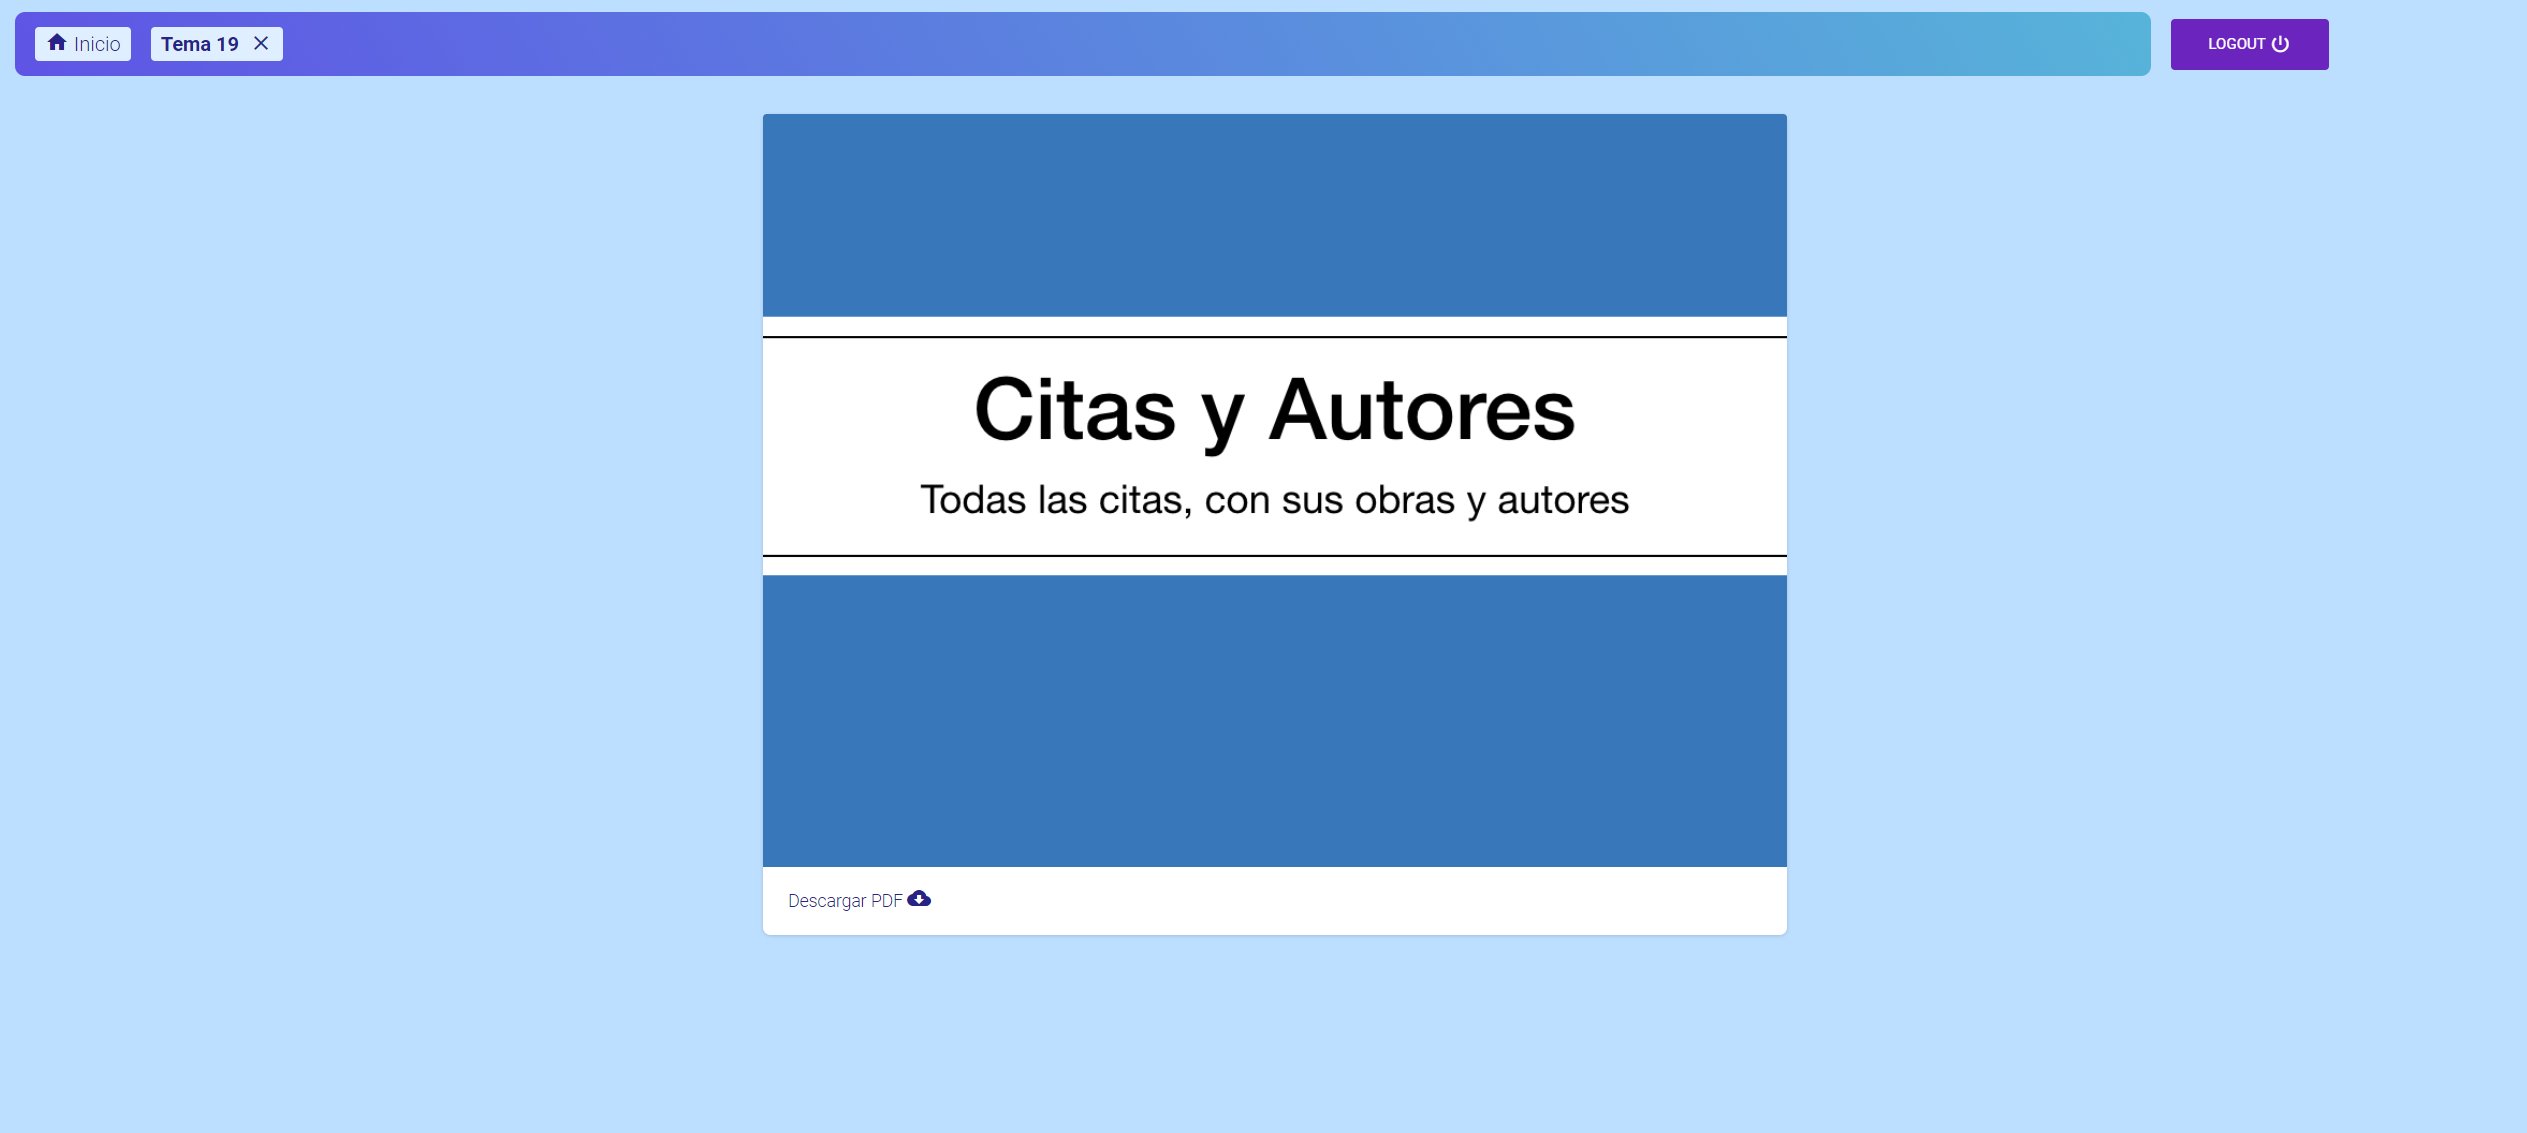 Inicio
Tema 19
LOGOUT
Citas y Autores
Todas las citas, con sus obras y autores
Descargar PDF